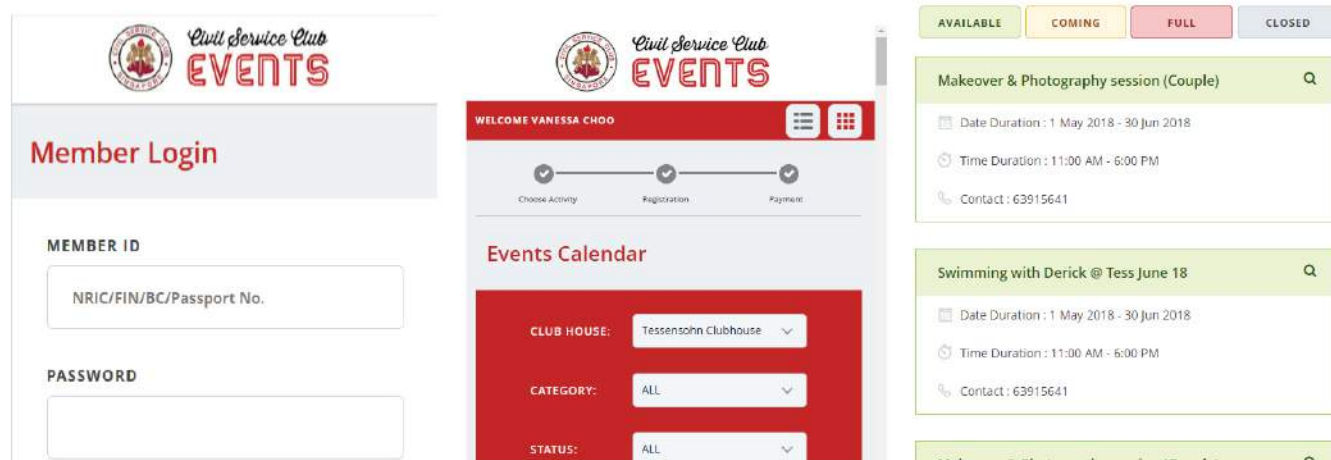 Civil Service Club
EVENTS
Member Login
MEMBER ID
NRIC/FIN/BC/Passport No.
PASSWORD
Civil Service Club
EVENTS
WELCOME VANESSA CHOO
Choose Activity
Registration
Payment
Events Calendar
CLUB HOUSE: Tessensohn Clubhouse
CATEGORY: ALL
STATUS: ALL
AVAILABLE COMING FULL CLOSED
Makeover & Photography session (Couple)
Date Duration : 1 May 2018 - 30 Jun 2018
Time Duration : 11:00 AM - 6:00 PM
Contact : 63915641
Swimming with Derick @ Tess June 18
Date Duration : 1 May 2018 - 30 Jun 2018
Time Duration : 11:00 AM - 6:00 PM
Contact : 63915641